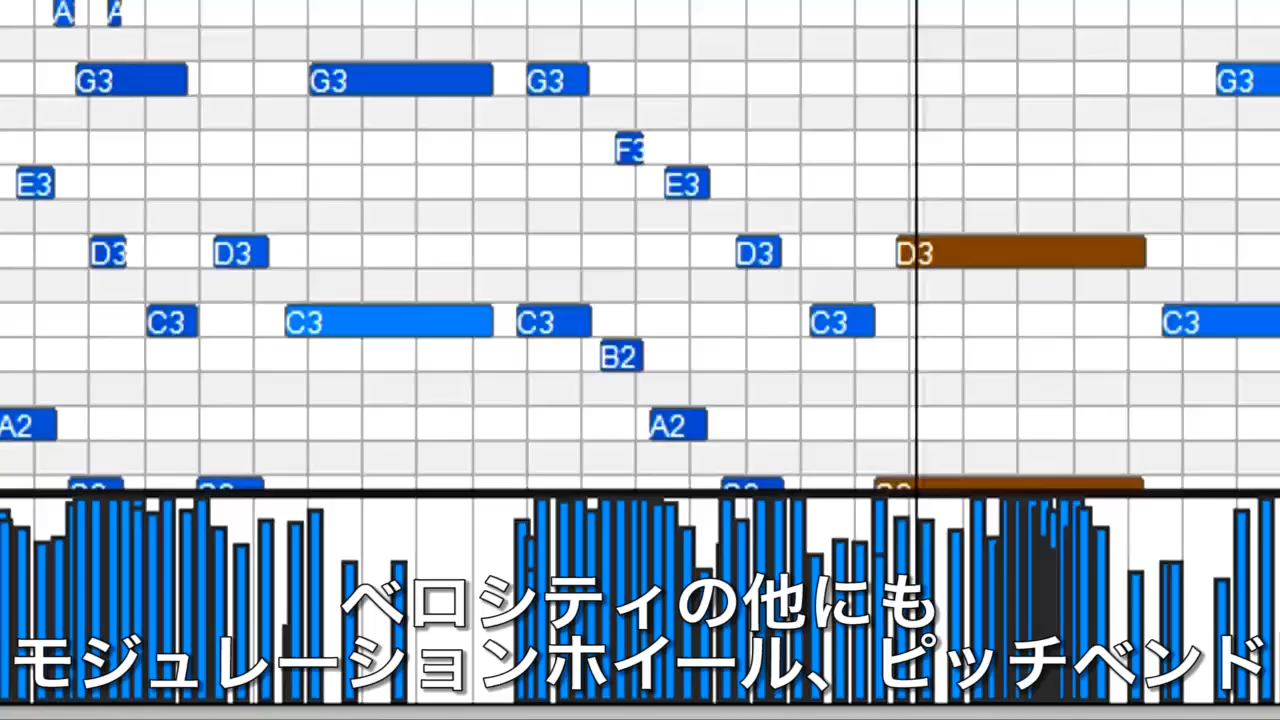 A A
G3 G3 G3 G3
F3
E3 E3
D3 D3 D3 D3
C3 C3 C3 C3 C3
B2
A2 A2
ベロシティの他にも
モジュレーションホイール、ピッチベンド